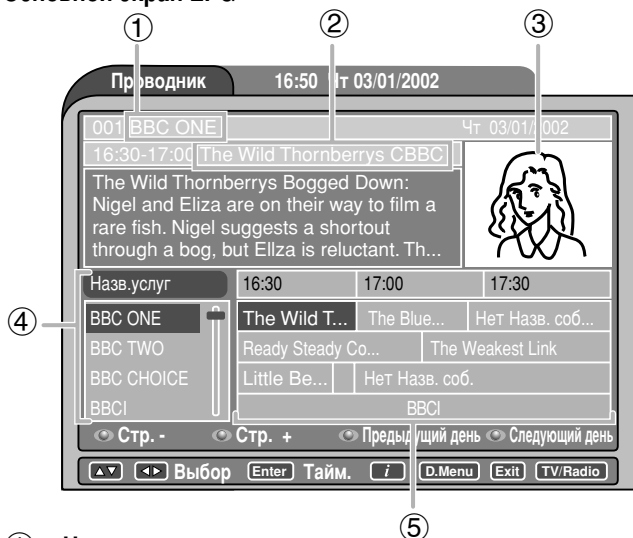 ① ② ③
Проводник 16:50 Чт 03/01/2002
001 BBC ONE Чт 03/01/2002
16:30-17:00 The Wild Thornberrys CBBC
The Wild Thornberrys Bogged Down:
Nigel and Eliza are on their way to film a
rare fish. Nigel suggests a shortout
through a bog, but Ellza is reluctant. Th...
④
Назв.услуг 16:30 17:00 17:30
BBC ONE The Wild T... The Blue... Нет Назв. соб...
BBC TWO Ready Steady Co... The Weakest Link
BBC CHOICE Little Be... Нет Назв. соб.
BBCI BBCI
Стр. - Стр. + Предыдущий день Следующий день
▲▼ ◄► Выбор Enter Тайм. i D.Menu Exit TV/Radio
⑤